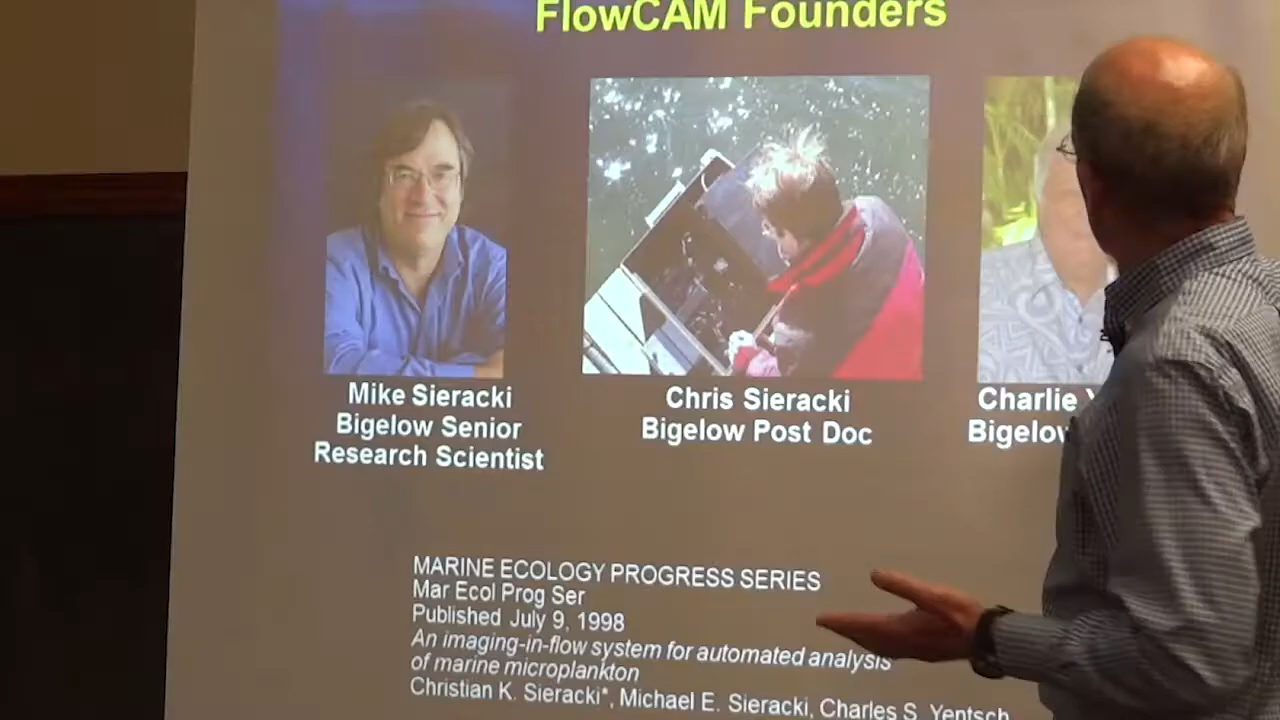 FlowCAM Founders
Mike Sieracki
Bigelow Senior
Research Scientist
Chris Sieracki
Bigelow Post Doc
Charlie
Bigelow
MARINE ECOLOGY PROGRESS SERIES
Mar Ecol Prog Ser
Published July 9, 1998
An imaging-in-flow system for automated analysis
of marine microplankton
Christian K. Sieracki*, Michael E. Sieracki, Charles S. Yentsch